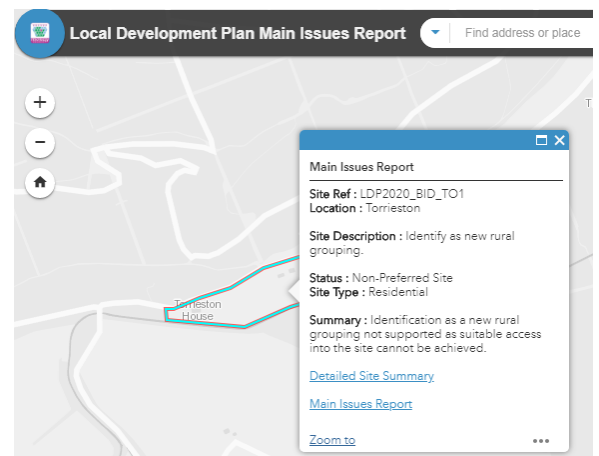 Local Development Plan Main Issues Report
Find address or place
+
−
T
Main Issues Report
Site Ref : LDP2020_BID_TO1
Location : Torrieston
Site Description : Identify as new rural
grouping.
Status : Non-Preferred Site
Site Type : Residential
Summary : Identification as a new rural
grouping not supported as suitable access
into the site cannot be achieved.
Detailed Site Summary
Main Issues Report
Zoom to
Torrieston
House